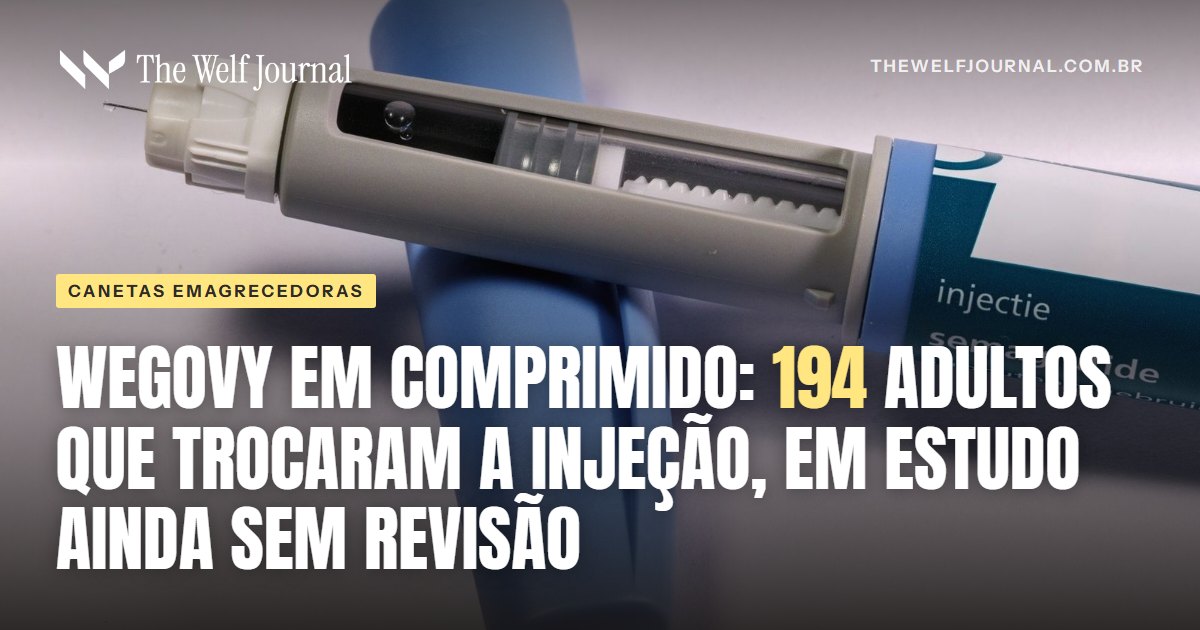 The Welf Journal
THEWELFJOURNAL.COM.BR
injectie
CANETAS EMAGRECEDORAS
WEGOVY EM COMPRIMIDO: 194 ADULTOS
QUE TROCARAM A INJEÇÃO, EM ESTUDO
AINDA SEM REVISÃO